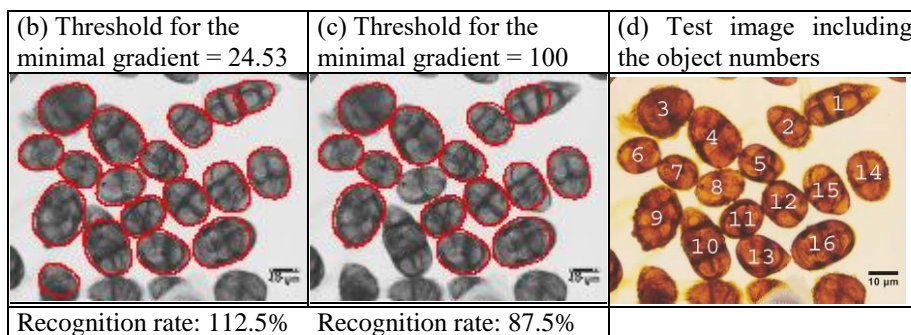 (b) Threshold for the
minimal gradient = 24.53
(c) Threshold for the
minimal gradient = 100
(d) Test image including
the object numbers
1
2
3
4
5
6
7
8
9
10
11
12
13
14
15
16
10 µm
Recognition rate: 112.5%
Recognition rate: 87.5%